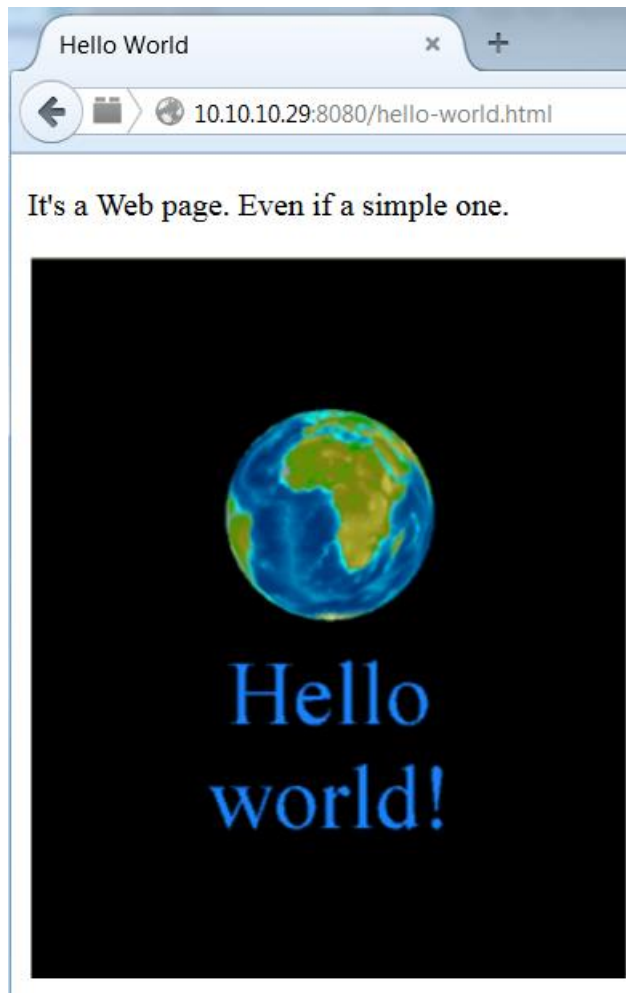 Hello World
10.10.10.29:8080/hello-world.html
It's a Web page. Even if a simple one.
Hello
world!